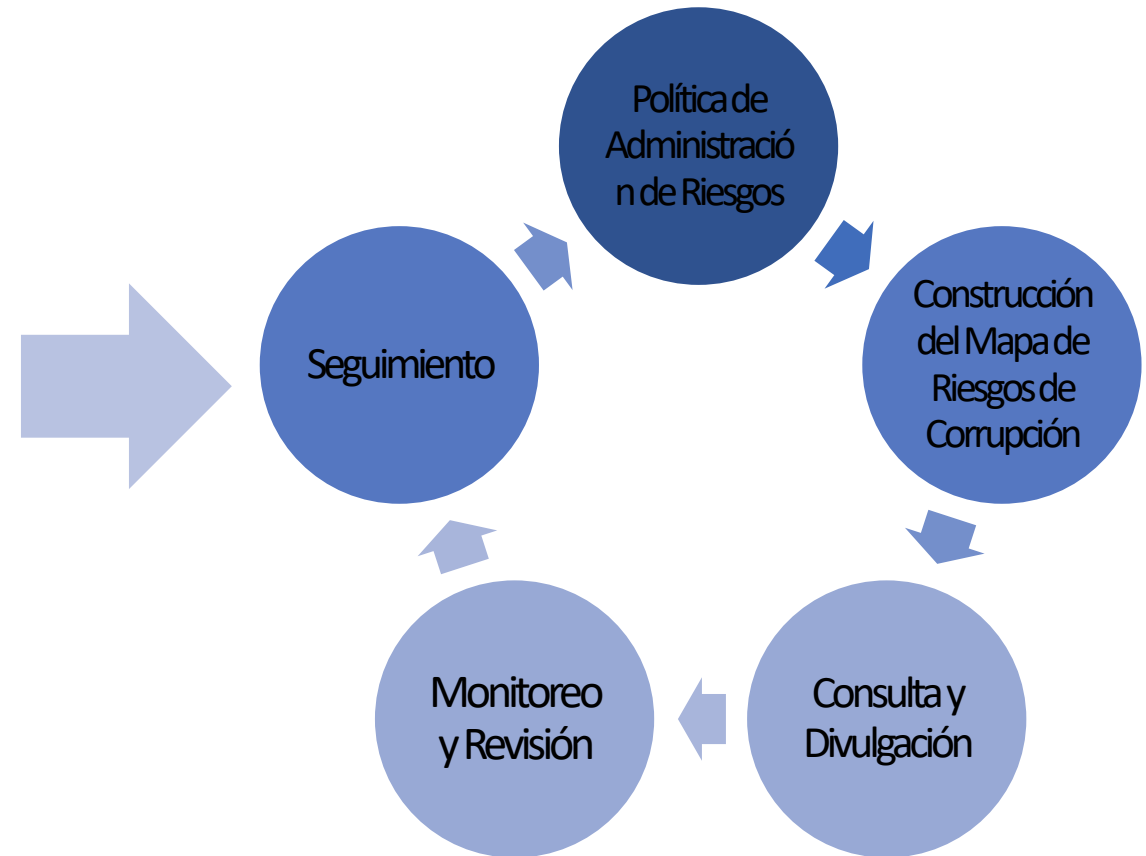 Política de
Administració
n de Riesgos
Construcción
del Mapa de
Riesgos de
Corrupción
Consulta y
Divulgación
Monitoreo
y Revisión
Seguimiento